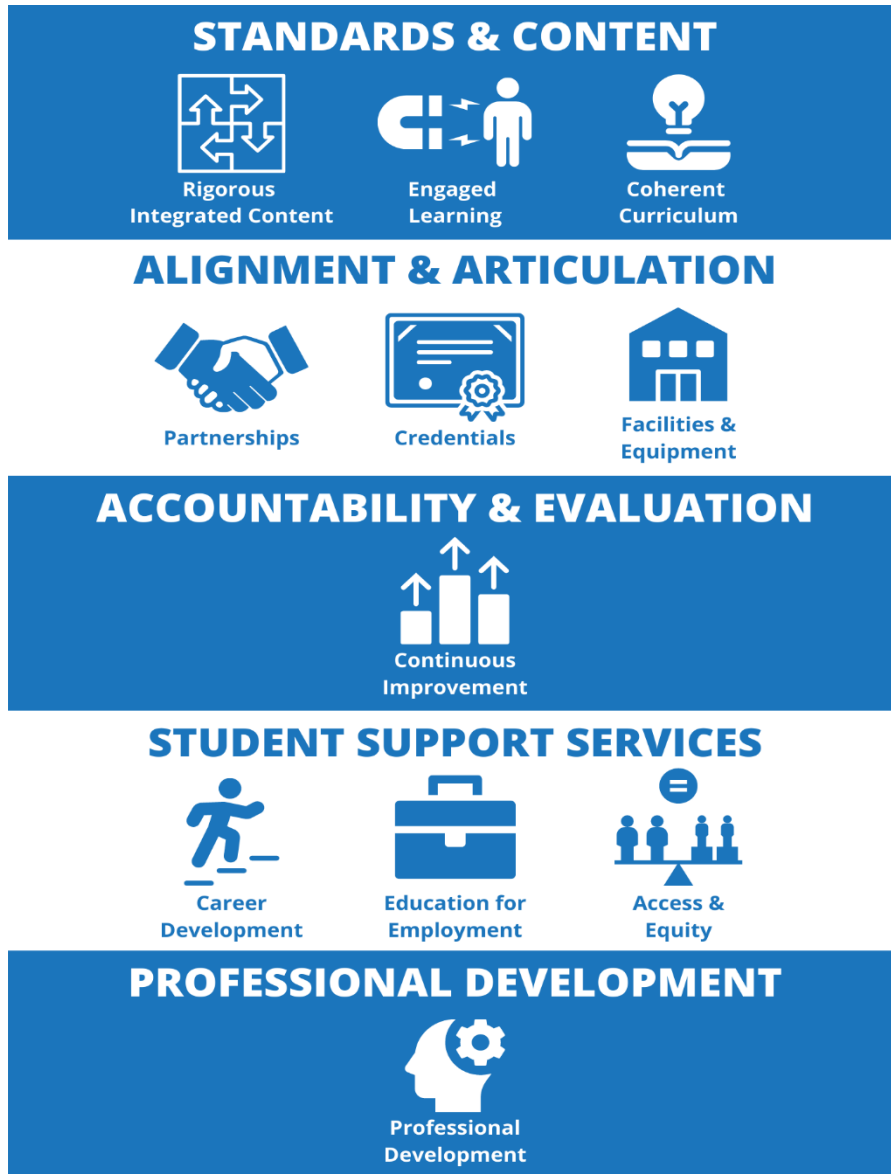 STANDARDS & CONTENT
Rigorous
Integrated Content
Engaged
Learning
Coherent
Curriculum
ALIGNMENT & ARTICULATION
Partnerships
Credentials
Facilities &
Equipment
ACCOUNTABILITY & EVALUATION
Continuous
Improvement
STUDENT SUPPORT SERVICES
Career
Development
Education for
Employment
=
Access &
Equity
PROFESSIONAL DEVELOPMENT
Professional
Development